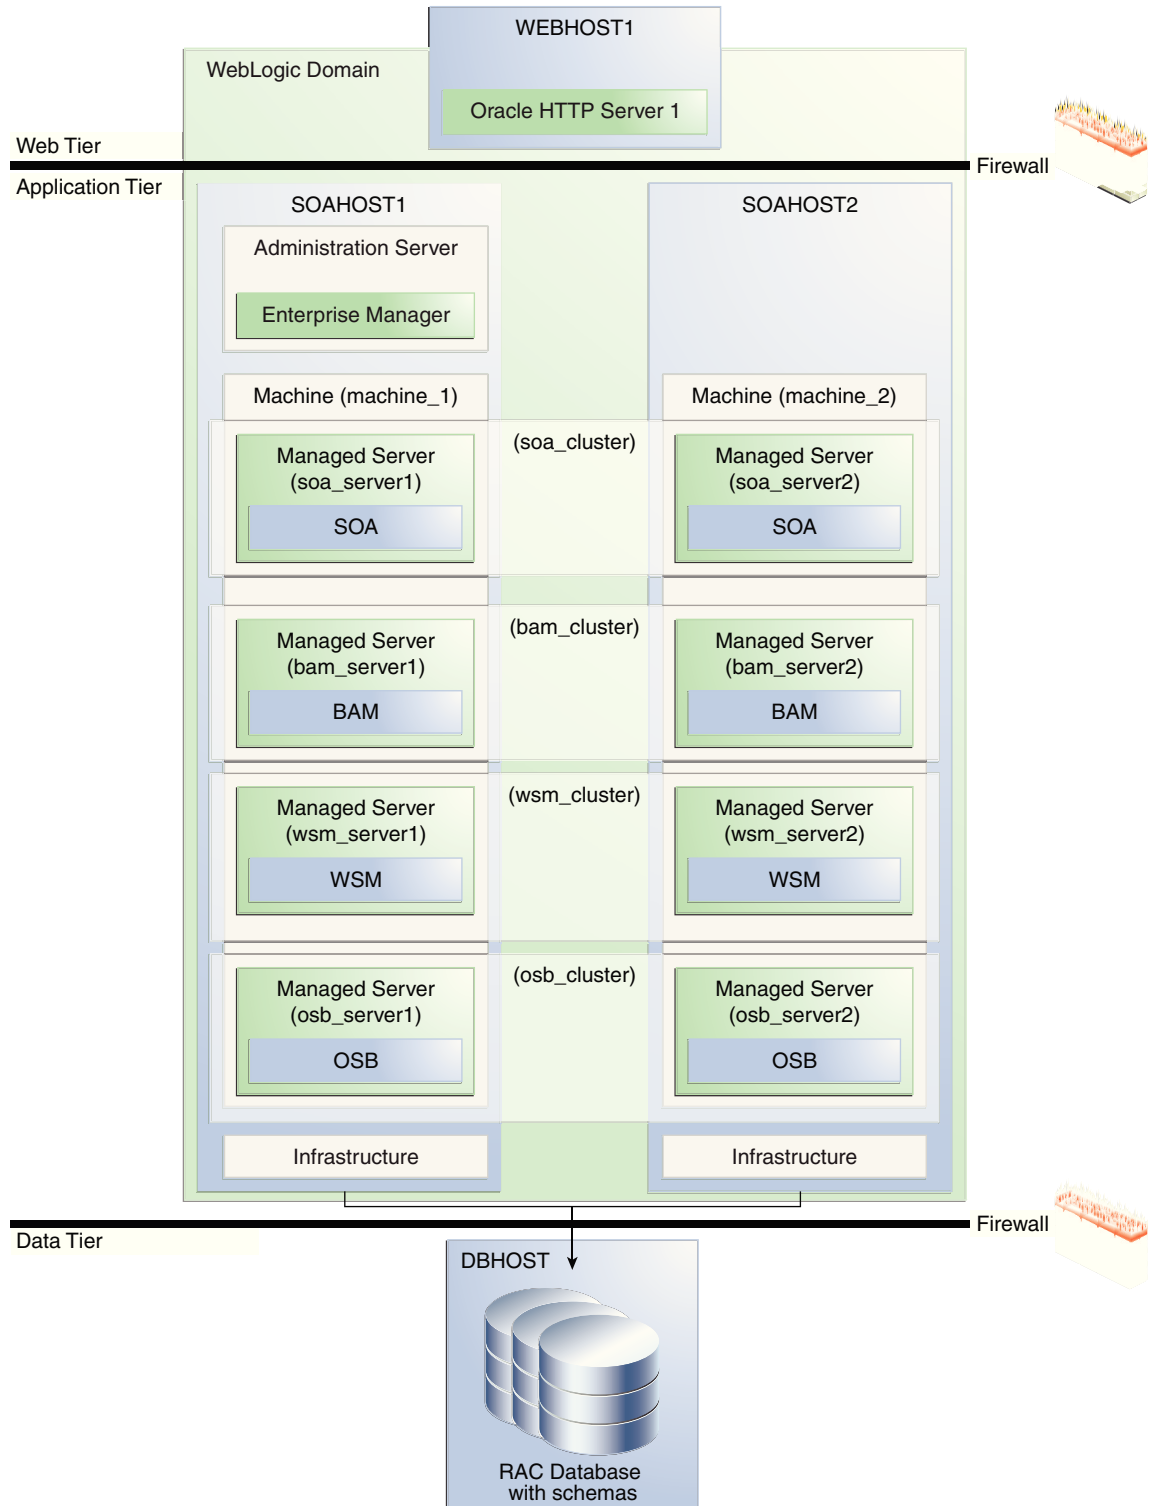 WEBHOST1
WebLogic Domain
Oracle HTTP Server 1
Web Tier
Firewall
Application Tier
SOAHOST1
SOAHOST2
Administration Server
Enterprise Manager
Machine (machine_1)
Machine (machine_2)
(soa_cluster)
Managed Server
(soa_server1)
SOA
Managed Server
(soa_server2)
SOA
(bam_cluster)
Managed Server
(bam_server1)
BAM
Managed Server
(bam_server2)
BAM
(wsm_cluster)
Managed Server
(wsm_server1)
WSM
Managed Server
(wsm_server2)
WSM
(osb_cluster)
Managed Server
(osb_server1)
OSB
Managed Server
(osb_server2)
OSB
Infrastructure
Infrastructure
Firewall
Data Tier
DBHOST
RAC Database
with schemas